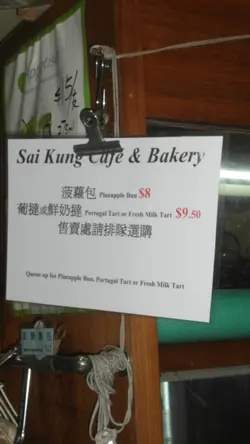 Sai Kung Cafe & Bakery
菠蘿包 Pineapple Bun $8
葡撻或鮮奶撻 Portugal Tart or Fresh Milk Tart $9.50
售賣處請排隊選購
Queue up for Pineapple Bun, Portugal Tart or Fresh Milk Tart